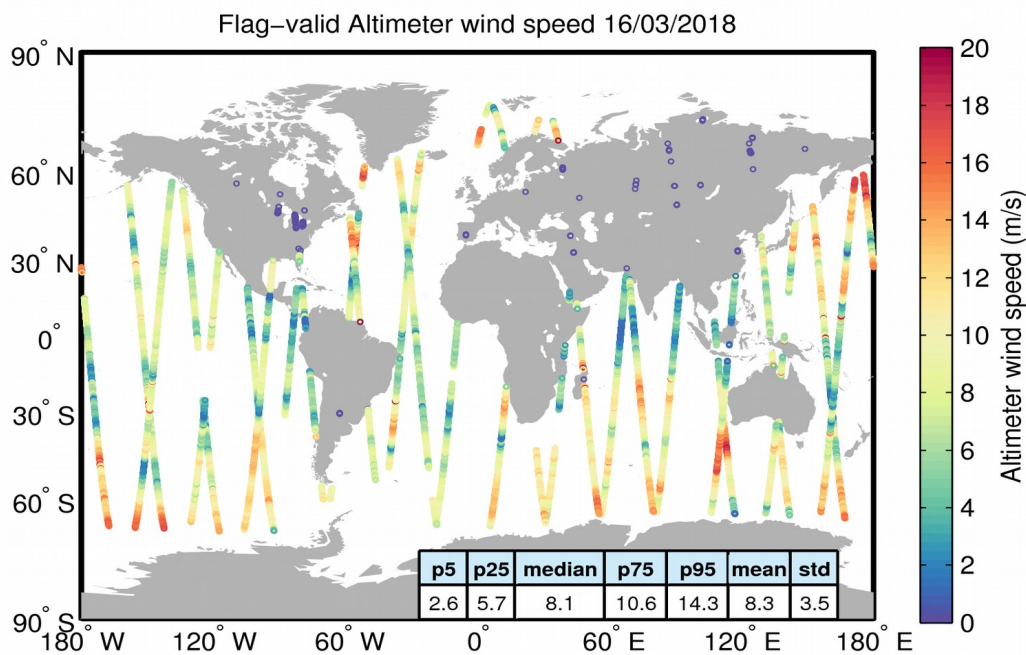 Flag-valid Altimeter wind speed 16/03/2018
90° N
60° N
30° N
0°
30° S
60° S
90° S
180° W
120° W
60° W
0°
60° E
120° E
180° E
p5 p25 median p75 p95 mean std
2.6 5.7 8.1 10.6 14.3 8.3 3.5
20
18
16
14
12
10
8
6
4
2
0
Altimeter wind speed (m/s)